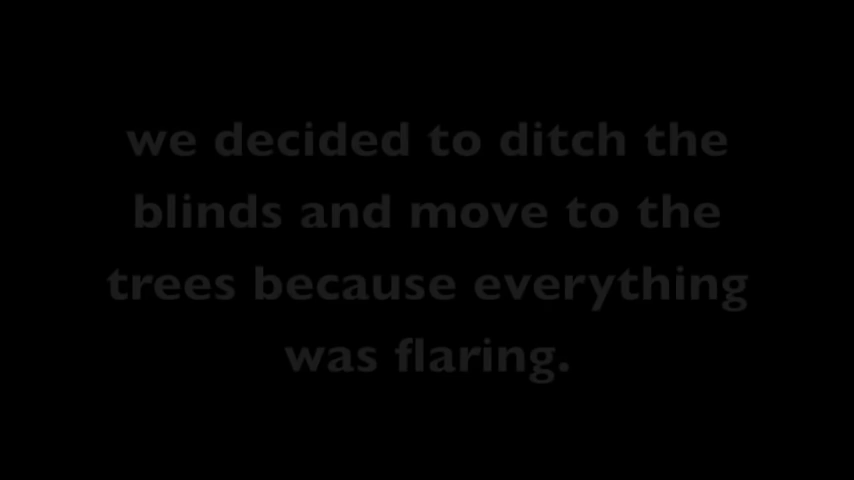 we decided to ditch the
blinds and move to the
trees because everything
was flaring.